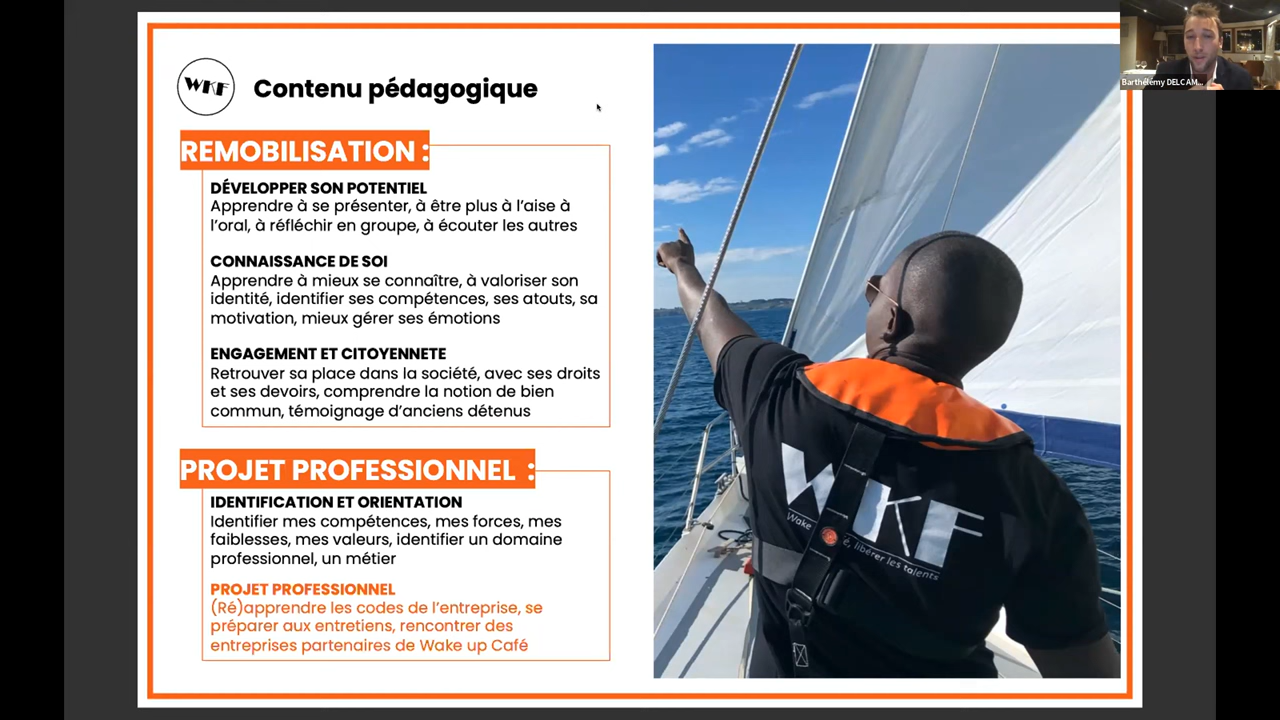 Barthélémy DELCAM...
WKF
Contenu pédagogique
REMOBILISATION :
DÉVELOPPER SON POTENTIEL
Apprendre à se présenter, à être plus à l'aise à
l'oral, à réfléchir en groupe, à écouter les autres
CONNAISSANCE DE SOI
Apprendre à mieux se connaître, à valoriser son
identité, identifier ses compétences, ses atouts, sa
motivation, mieux gérer ses émotions
ENGAGEMENT ET CITOYENNETE
Retrouver sa place dans la société, avec ses droits
et ses devoirs, comprendre la notion de bien
commun, témoignage d'anciens détenus
PROJET PROFESSIONNEL :
IDENTIFICATION ET ORIENTATION
Identifier mes compétences, mes forces, mes
faiblesses, mes valeurs, identifier un domaine
professionnel, un métier
PROJET PROFESSIONNEL
(Ré)apprendre les codes de l'entreprise, se
préparer aux entretiens, rencontrer des
entreprises partenaires de Wake up Café
WKF
Wake é, libérer les talents